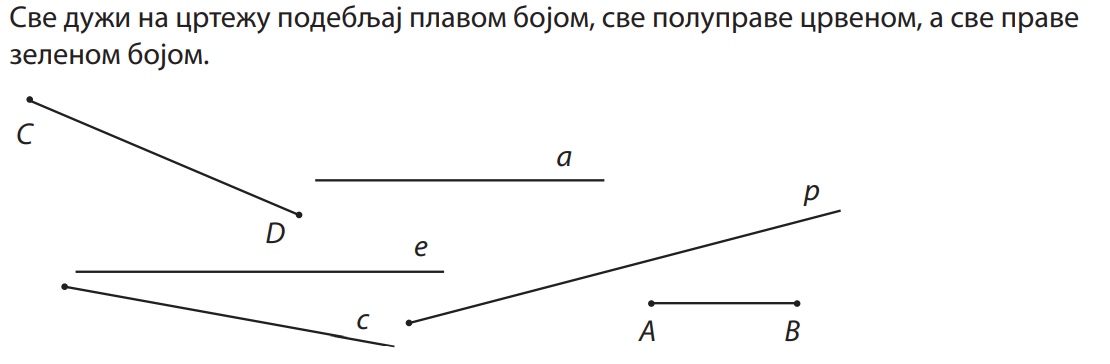 Све дужи на цртежу подебљај плавом бојом, све полуправе црвеном, а све праве
зеленом бојом.
C
a
p
D
e
c
A
B